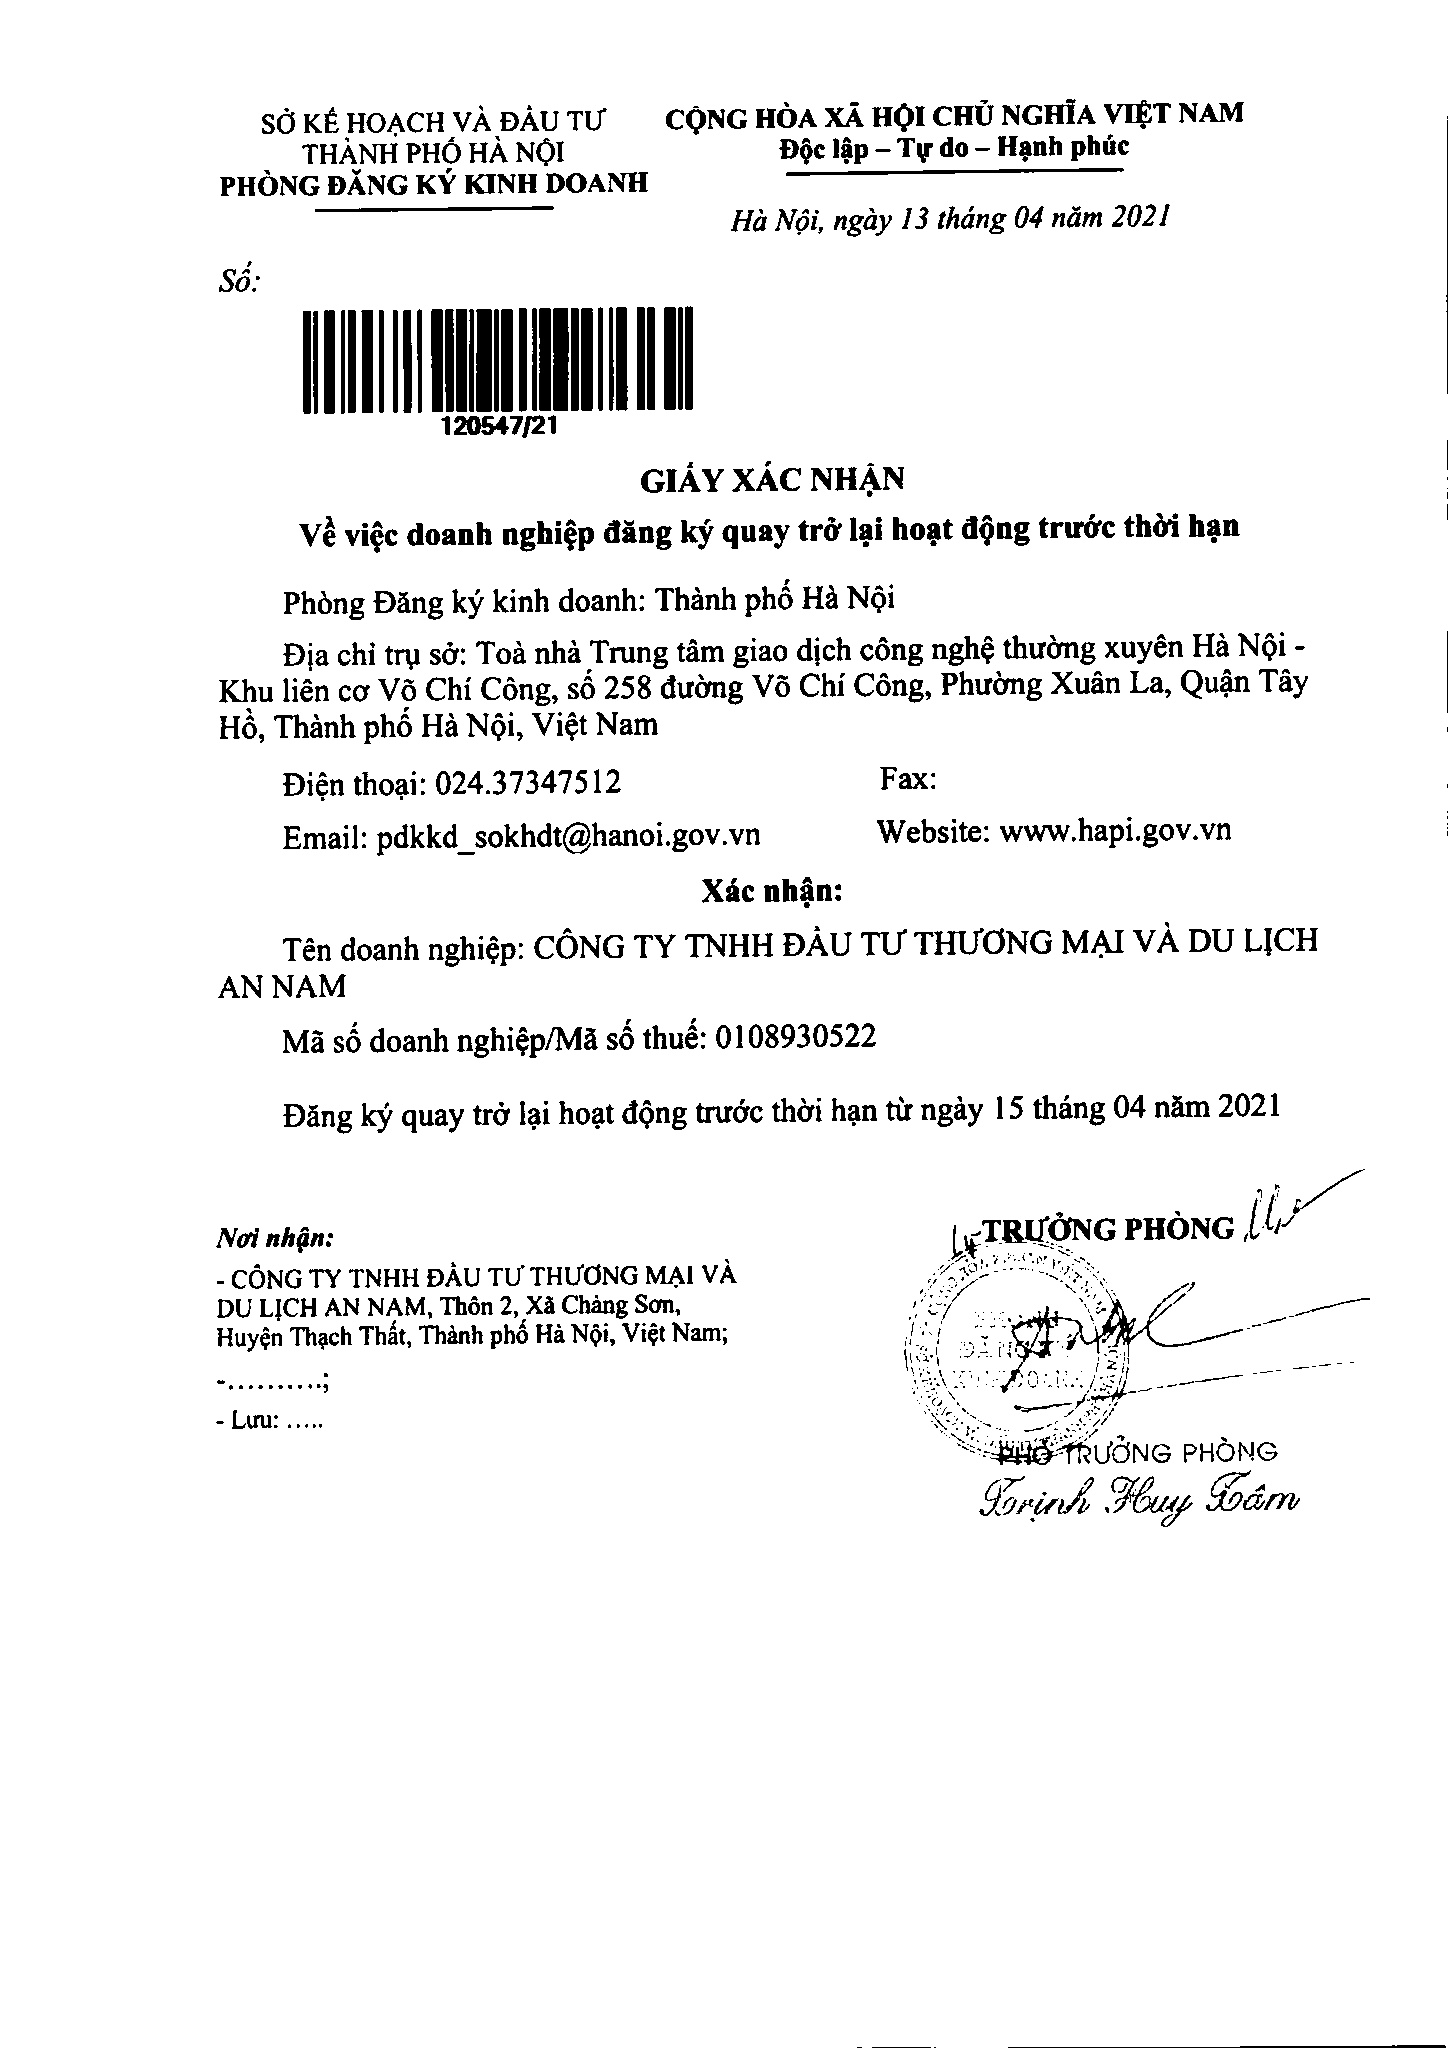 SỞ KẾ HOẠCH VÀ ĐẦU TƯ
THÀNH PHỐ HÀ NỘI
PHÒNG ĐĂNG KÝ KINH DOANH
CỘNG HÒA XÃ HỘI CHỦ NGHĨA VIỆT NAM
Độc lập – Tự do – Hạnh phúc
Hà Nội, ngày 13 tháng 04 năm 2021
Số:
120547/21
GIẤY XÁC NHẬN
Về việc doanh nghiệp đăng ký quay trở lại hoạt động trước thời hạn
Phòng Đăng ký kinh doanh: Thành phố Hà Nội
Địa chỉ trụ sở: Toà nhà Trung tâm giao dịch công nghệ thường xuyên Hà Nội -
Khu liên cơ Võ Chí Công, số 258 đường Võ Chí Công, Phường Xuân La, Quận Tây
Hồ, Thành phố Hà Nội, Việt Nam
Điện thoại: 024.37347512 Fax:
Email: pdkkd_sokhdt@hanoi.gov.vn Website: www.hapi.gov.vn
Xác nhận:
Tên doanh nghiệp: CÔNG TY TNHH ĐẦU TƯ THƯƠNG MẠI VÀ DU LỊCH
AN NAM
Mã số doanh nghiệp/Mã số thuế: 0108930522
Đăng ký quay trở lại hoạt động trước thời hạn từ ngày 15 tháng 04 năm 2021
Nơi nhận:
- CÔNG TY TNHH ĐẦU TƯ THƯƠNG MẠI VÀ
DU LỊCH AN NAM, Thôn 2, Xã Chàng Sơn,
Huyện Thạch Thất, Thành phố Hà Nội, Việt Nam;
-..........;
- Lưu: .....
TRƯỞNG PHÒNG
PHÓ TRƯỞNG PHÒNG
Trịnh Huy Tâm